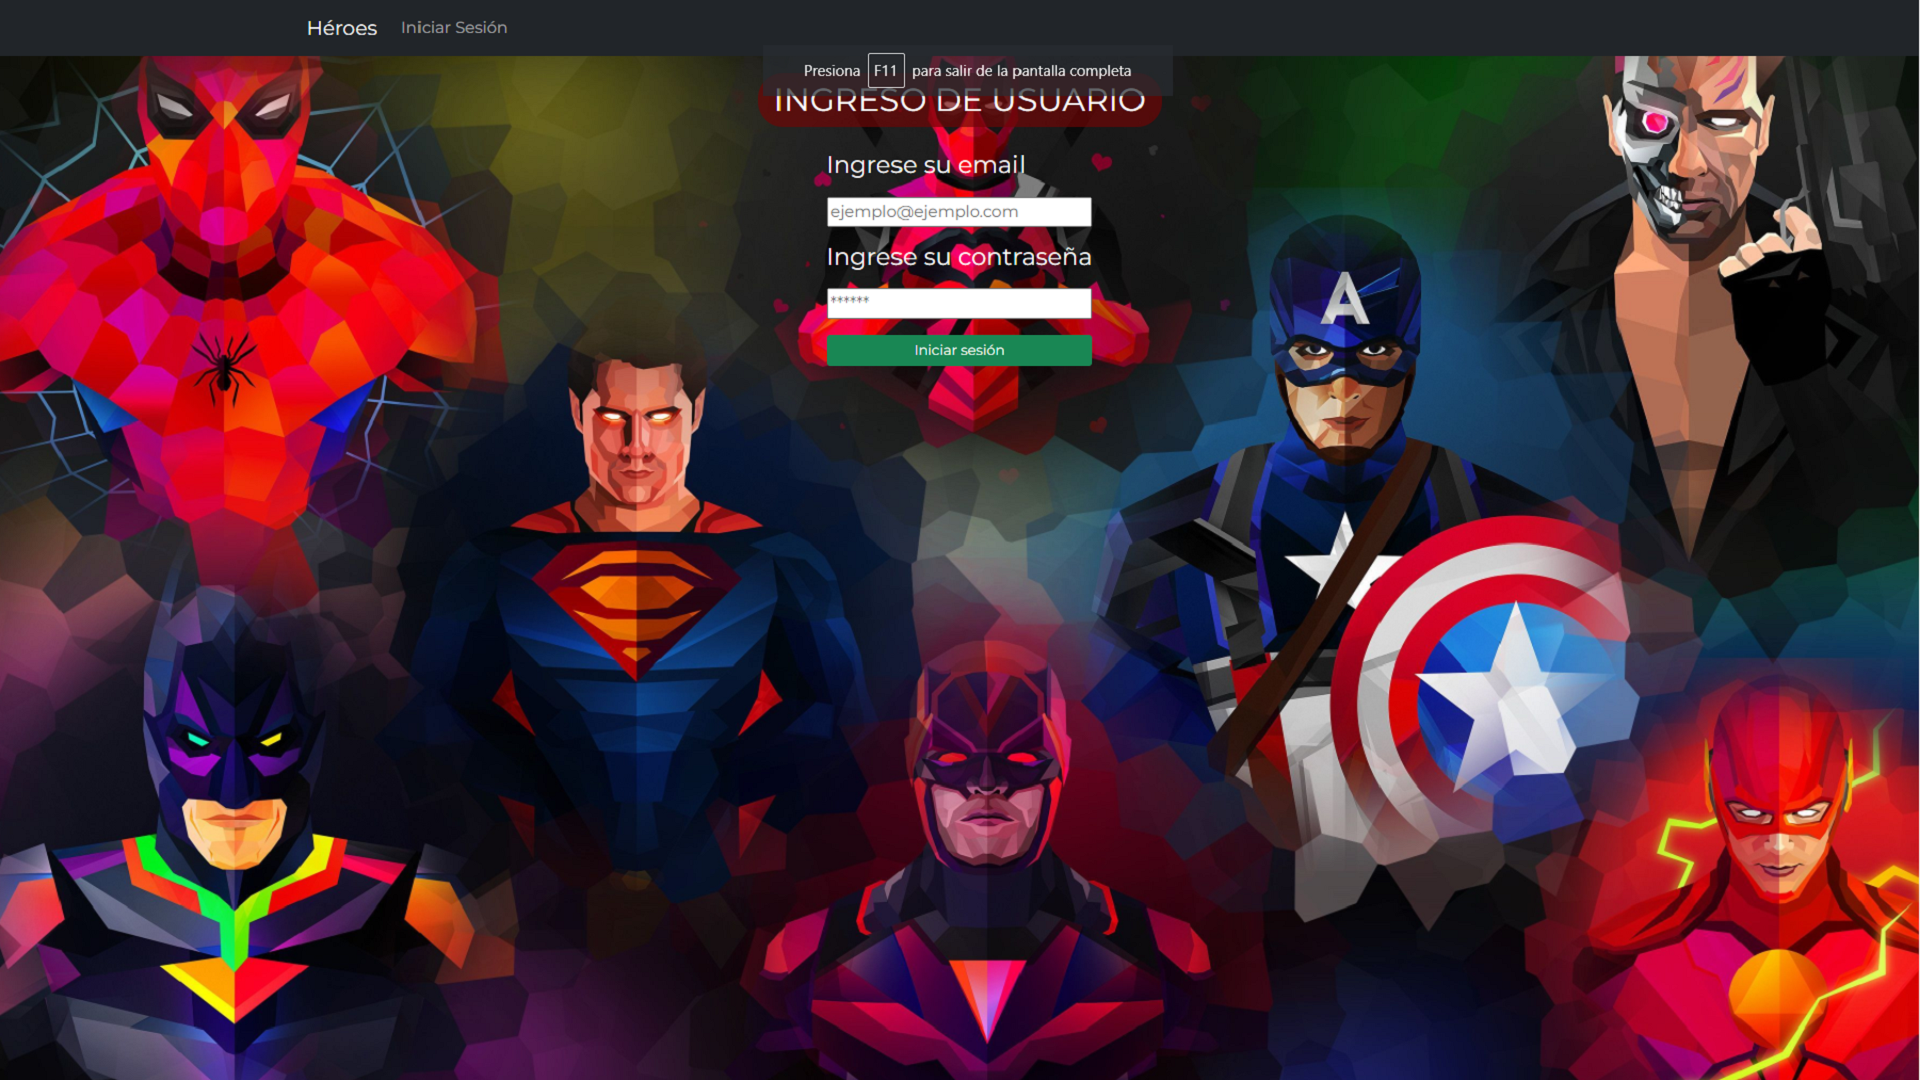 Héroes Iniciar Sesión
Presiona F11 para salir de la pantalla completa
INGRESO DE USUARIO
Ingrese su email
ejemplo@ejemplo.com
Ingrese su contraseña
******
Iniciar sesión
A